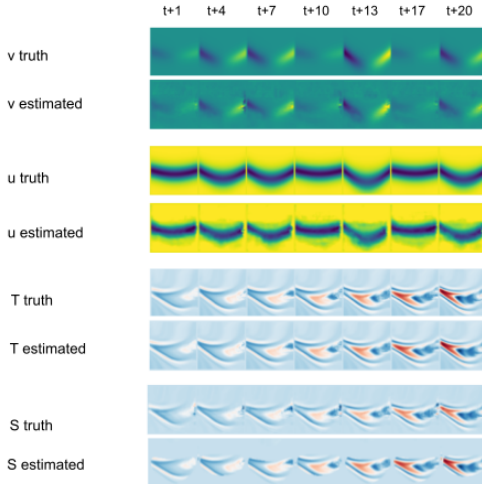 t+1 t+4 t+7 t+10 t+13 t+17 t+20
v truth
v estimated
u truth
u estimated
T truth
T estimated
S truth
S estimated